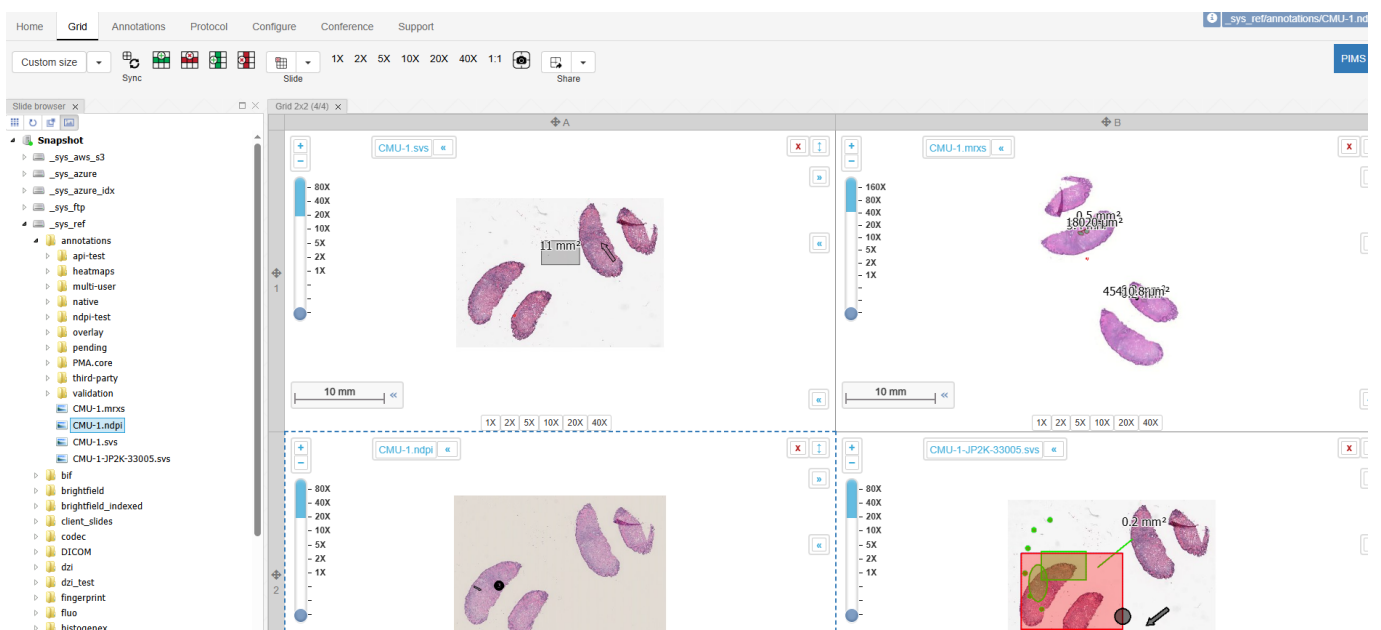 Home Grid Annotations Protocol Configure Conference Support
_sys_ref/annotations/CMU-1.nd
Custom size
Sync
Slide
1X 2X 5X 10X 20X 40X 1:1
Share
PIMS
Slide browser x
Grid 2x2 (4/4) x
Snapshot
_sys_aws_s3
_sys_azure
_sys_azure_idx
_sys_ftp
_sys_ref
annotations
api-test
heatmaps
multi-user
native
ndpi-test
overlay
pending
PMA.core
third-party
validation
CMU-1.mrxs
CMU-1.ndpi
CMU-1.svs
CMU-1-JP2K-33005.svs
bif
brightfield
brightfield_indexed
client_slides
codec
DICOM
dzi
dzi_test
fingerprint
fluo
histogenex
A
B
1
2
+
−
CMU-1.svs «
x
»
- 80X
- 40X
- 20X
- 10X
- 5X
- 2X
- 1X
11 mm²
«
10 mm «
«
1X 2X 5X 10X 20X 40X
+
−
CMU-1.mrxs «
x
- 160X
- 80X
- 40X
- 20X
- 10X
- 5X
- 2X
- 1X
0.5 mm²
10 mm «
1X 2X 5X 10X 20X 40X
+
−
CMU-1.ndpi «
x
»
- 80X
- 40X
- 20X
- 10X
- 5X
- 2X
- 1X
«
+
−
CMU-1-JP2K-33005.svs «
x
- 80X
- 40X
- 20X
- 10X
- 5X
- 2X
- 1X
0.2 mm²